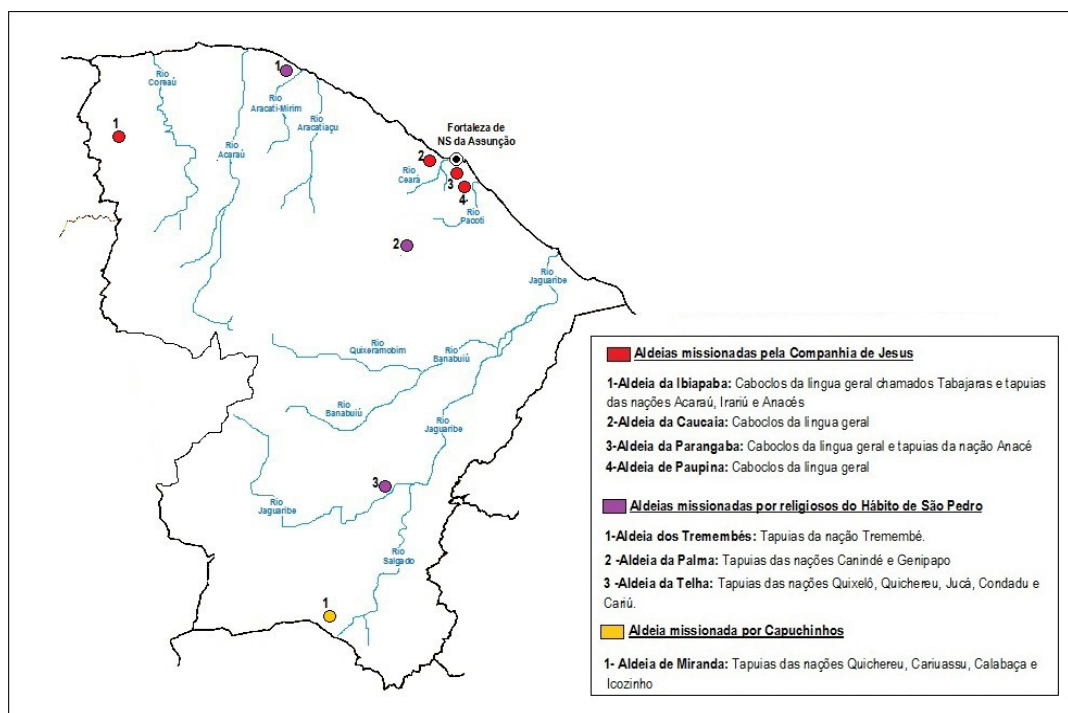 1
Rio
Coreaú
Rio
Aracati-Mirim
Rio
Aracatiaçu
Rio
Acaraú
1
Fortaleza de
NS da Assunção
2
Rio
Ceará
3
4
Rio
Pacoti
2
Rio
Jaguaribe
Rio
Quixeramobim
Rio
Banabuiú
Rio
Banabuiú
Rio
Jaguaribe
3
Rio
Jaguaribe
Rio
Salgado
1
Aldeias missionadas pela Companhia de Jesus
1-Aldeia da Ibiapaba: Caboclos da língua geral chamados Tabajaras e tapuias
das nações Acaraú, Irariú e Anacés
2-Aldeia da Caucaia: Caboclos da língua geral
3-Aldeia da Parangaba: Caboclos da língua geral e tapuias da nação Anacé
4-Aldeia de Paupina: Caboclos da língua geral
Aldeias missionadas por religiosos do Hábito de São Pedro
1-Aldeia dos Tremembés: Tapuias da nação Tremembé.
2 -Aldeia da Palma: Tapuias das nações Canindé e Genipapo
3 -Aldeia da Telha: Tapuias das nações Quixelô, Quichereu, Jucá, Condadu e
Cariú.
Aldeia missionada por Capuchinhos
1- Aldeia de Miranda: Tapuias das nações Quichereu, Cariuassu, Calabaça e
Icozinho